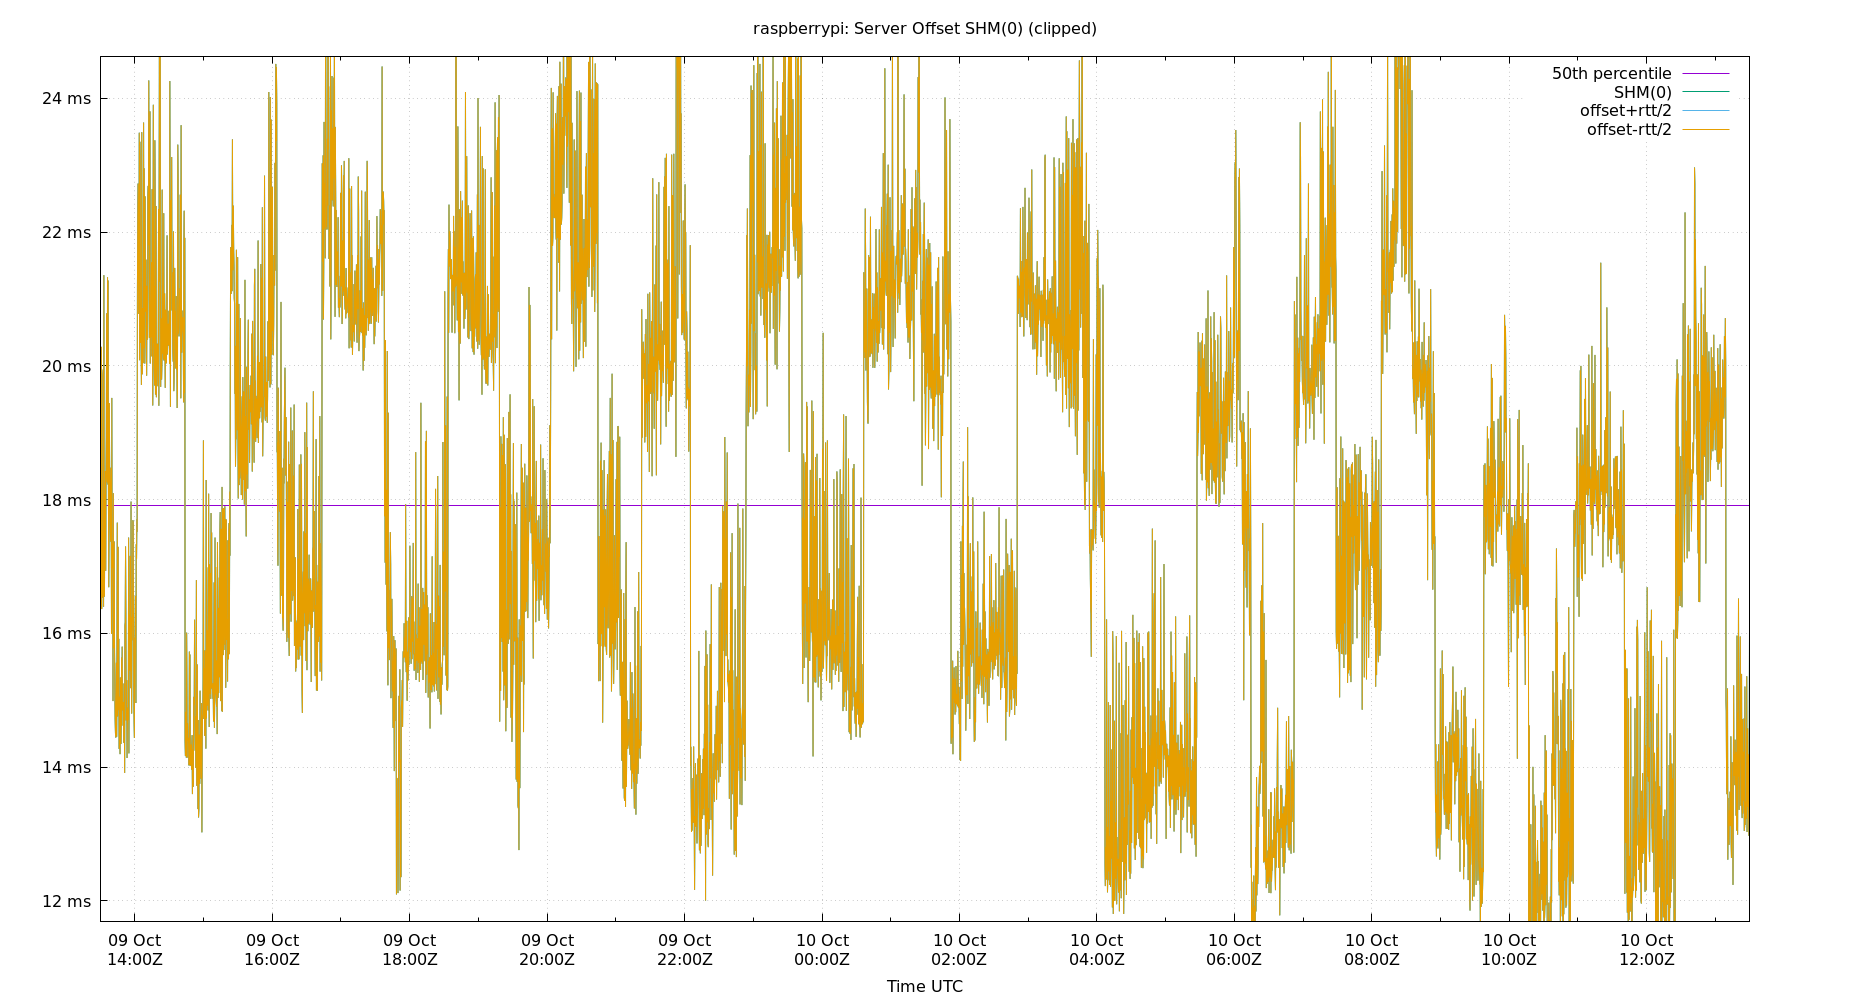 raspberrypi: Server Offset SHM(0) (clipped)
50th percentile
SHM(0)
offset+rtt/2
offset-rtt/2
24 ms
22 ms
20 ms
18 ms
16 ms
14 ms
12 ms
09 Oct 09 Oct 09 Oct 09 Oct 09 Oct 10 Oct 10 Oct 10 Oct 10 Oct 10 Oct 10 Oct 10 Oct
14:00Z 16:00Z 18:00Z 20:00Z 22:00Z 00:00Z 02:00Z 04:00Z 06:00Z 08:00Z 10:00Z 12:00Z
Time UTC